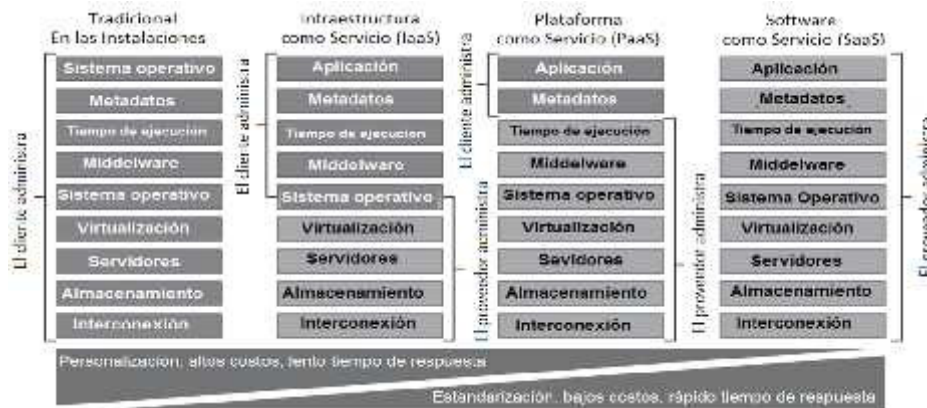 Tradicional
En las Instalaciones
El cliente administra
Sistema operativo
Metadatos
Tiempo de ejecución
Middelware
Sistema operativo
Virtualización
Servidores
Almacenamiento
Interconexión
Infraestructura
como Servicio (IaaS)
El cliente administra
Aplicación
Metadatos
Tiempo de ejecución
Middelware
Sistema operativo
Virtualización
Servidores
Almacenamiento
Interconexión
El proveedor administra
Plataforma
como Servicio (PaaS)
El cliente administra
Aplicación
Metadatos
Tiempo de ejecución
Middelware
Sistema operativo
Virtualización
Sevidores
Almacenamiento
Interconexión
El proveedor administra
Software
como Servicio (SaaS)
Aplicación
Metadatos
Tiempo de ejecución
Middelware
Sistema Operativo
Virtualización
Servidores
Almacenamiento
Interconexión
El proveedor administra
Personalización, altos costos, lento tiempo de respuesta
Estandarización, bajos costos, rápido tiempo de respuesta